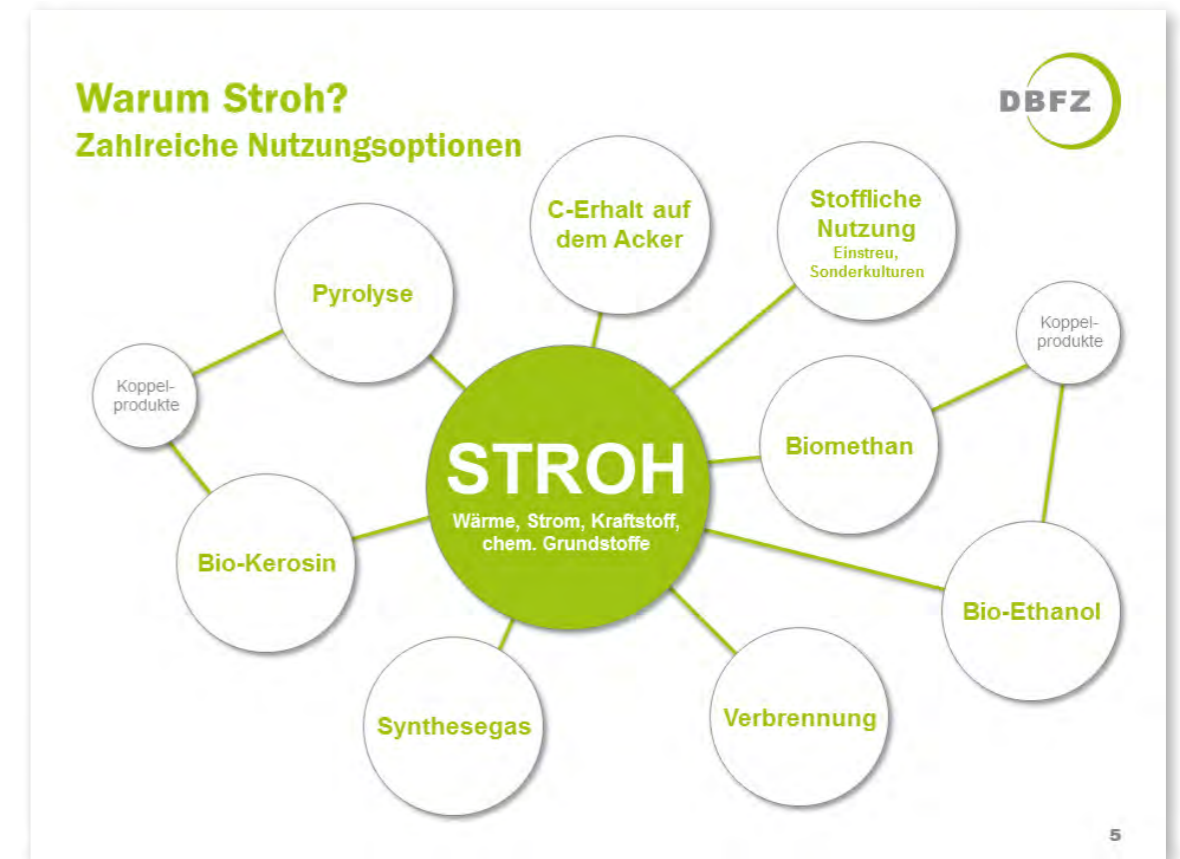 Warum Stroh?
Zahlreiche Nutzungsoptionen
DBFZ
C-Erhalt auf
dem Acker
Stoffliche
Nutzung
Einstreu,
Sonderkulturen
Pyrolyse
Koppel-
produkte
Koppel-
produkte
Biomethan
STROH
Wärme, Strom, Kraftstoff,
chem. Grundstoffe
Bio-Kerosin
Bio-Ethanol
Synthesegas
Verbrennung
5